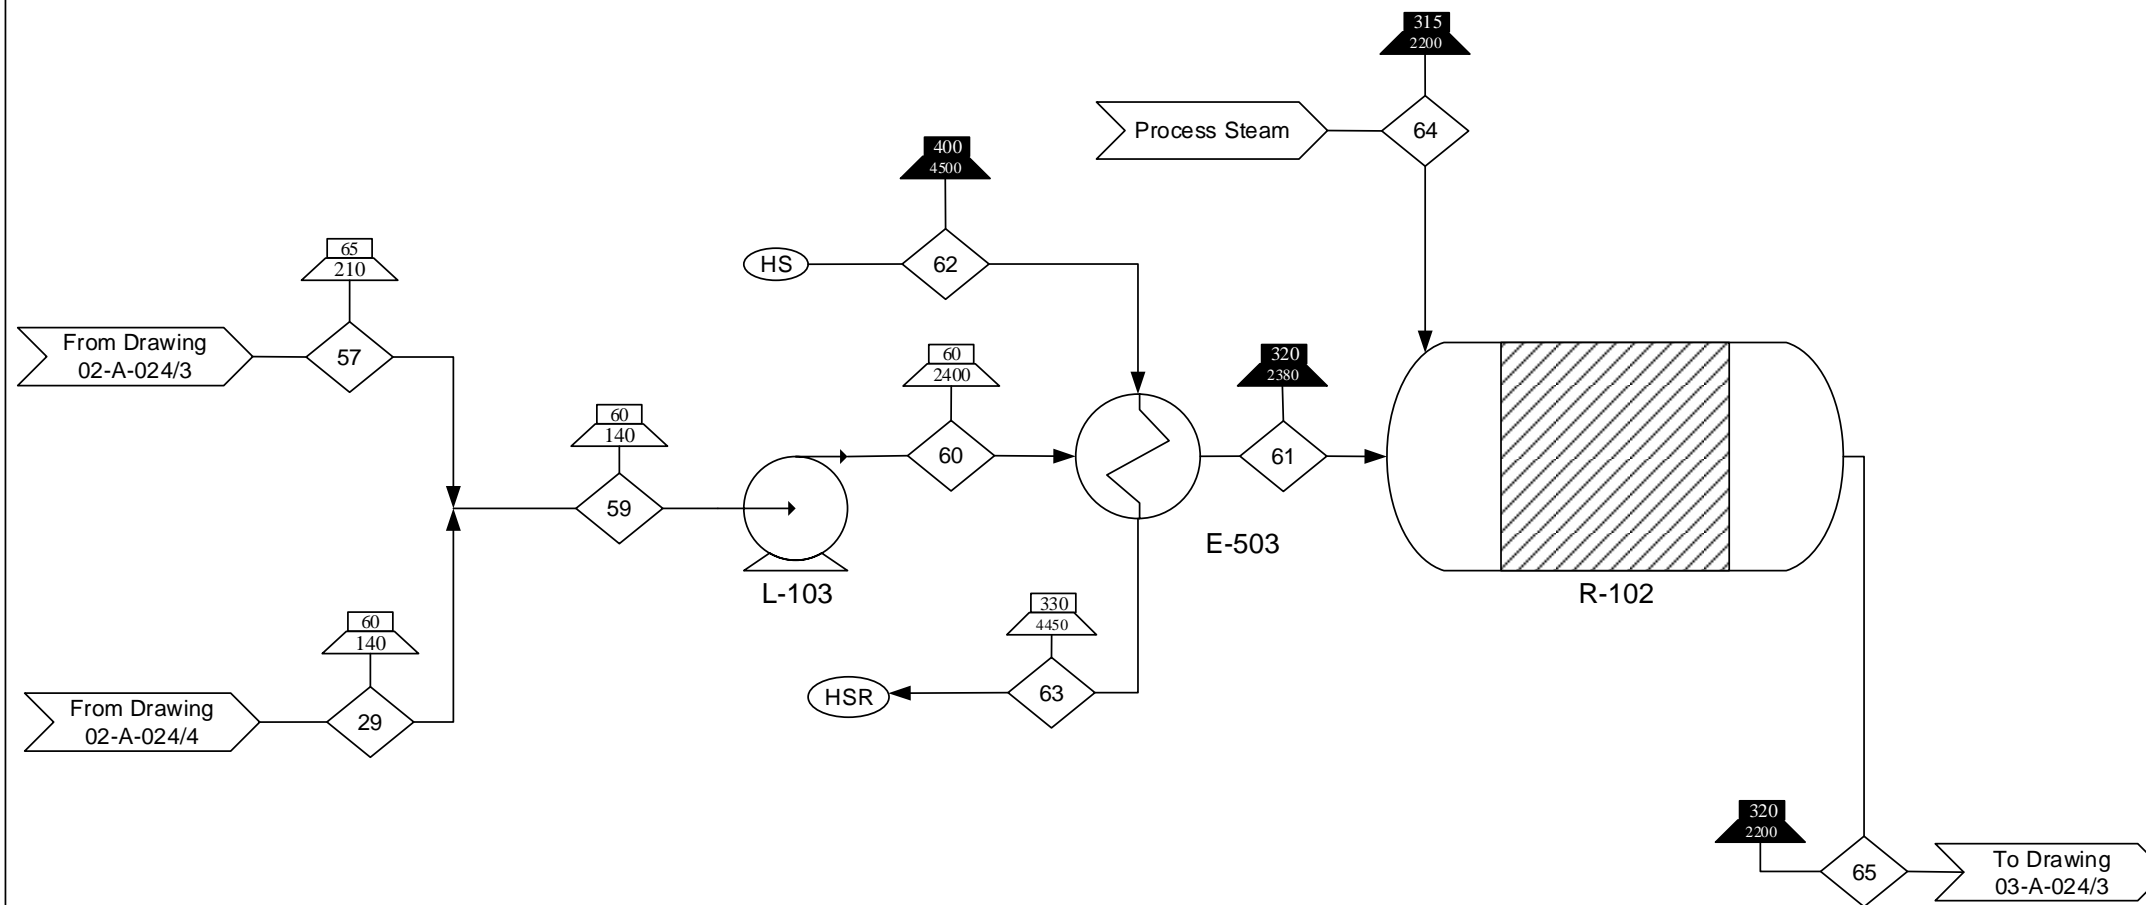 315
2200
Process Steam
64
400
4500
HS
62
65
210
From Drawing
02-A-024/3
57
60
2400
60
320
2380
61
60
140
59
L-103
E-503
R-102
330
4450
HSR
63
60
140
From Drawing
02-A-024/4
29
320
2200
65
To Drawing
03-A-024/3